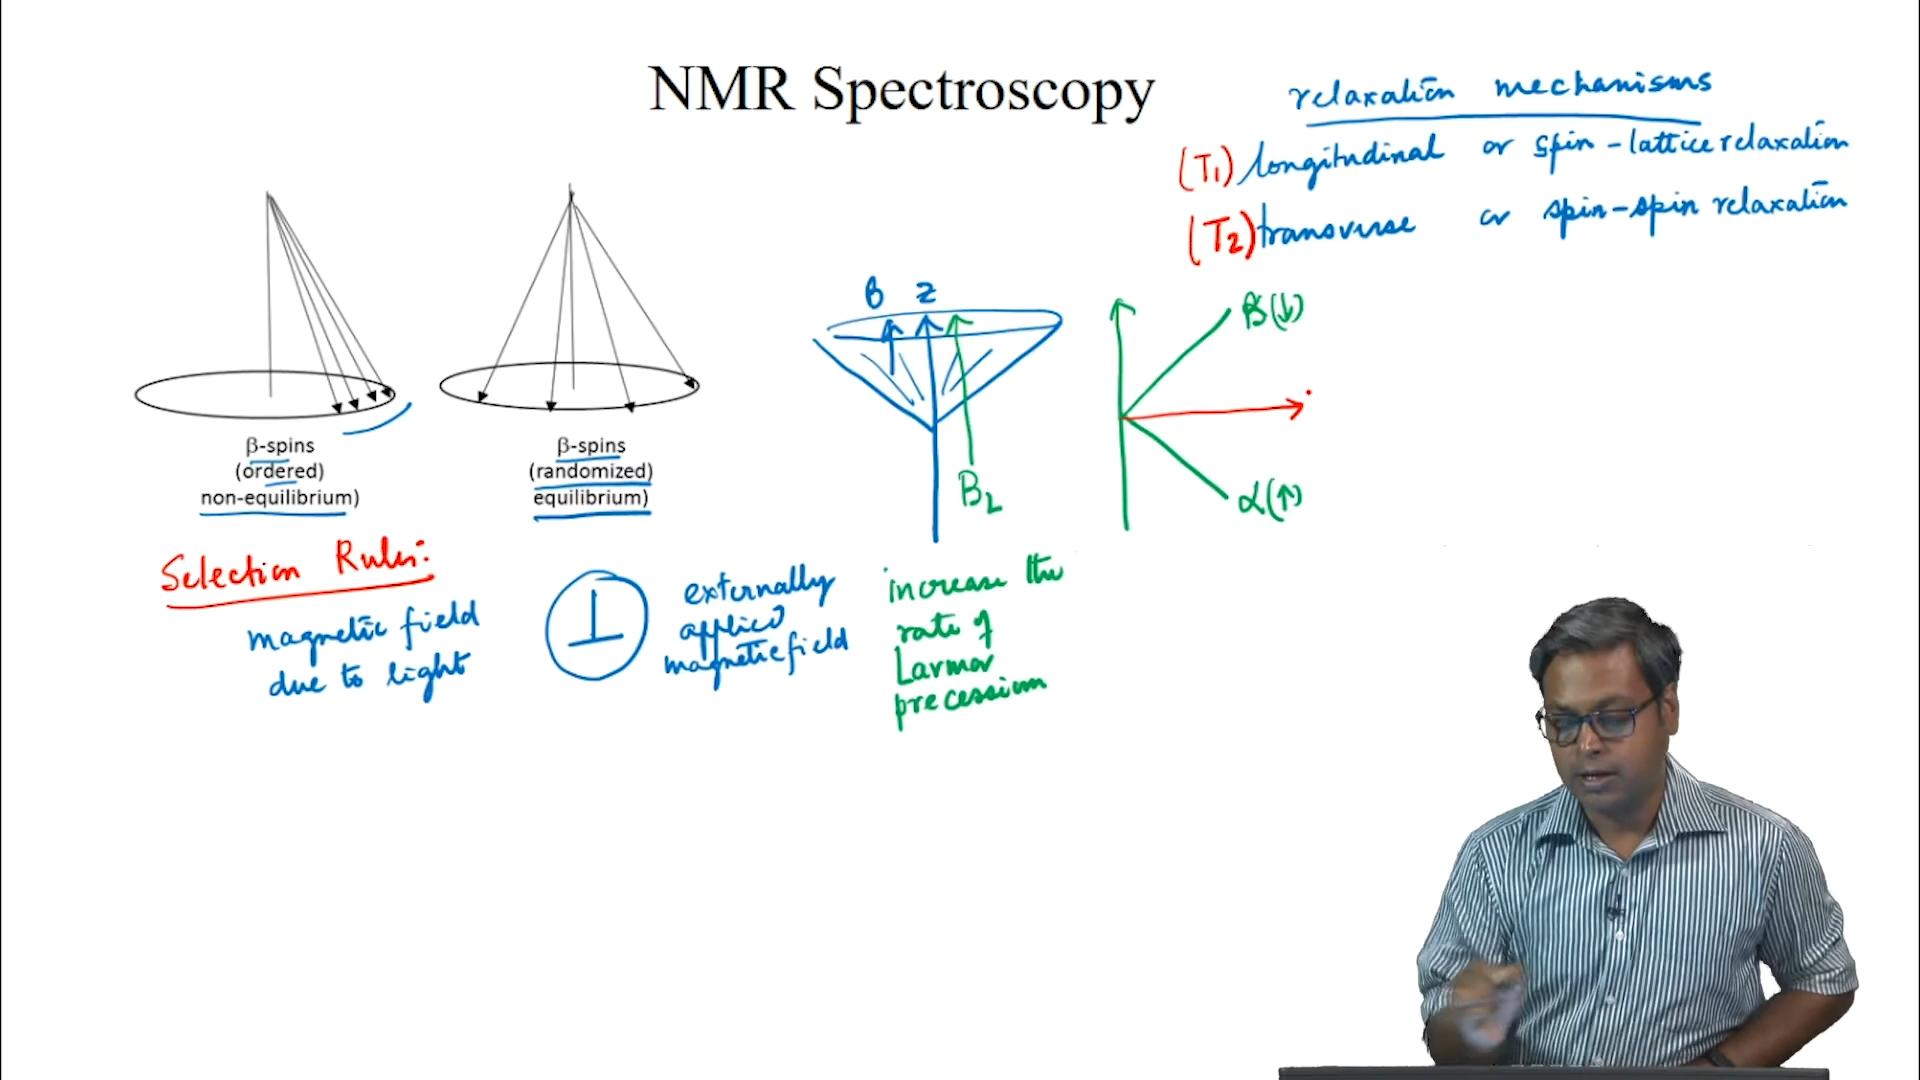 NMR Spectroscopy
relaxation mechanisms
(T1) longitudinal or spin-lattice relaxation
(T2) transverse or spin-spin relaxation
B z
β(↓)
B_L
α(↑)
β-spins
(ordered)
non-equilibrium)
β-spins
(randomized)
equilibrium)
Selection Rules:
magnetic field
due to light
⊥
externally
applied
magnetic field
increase the
rate of
Larmor
precession